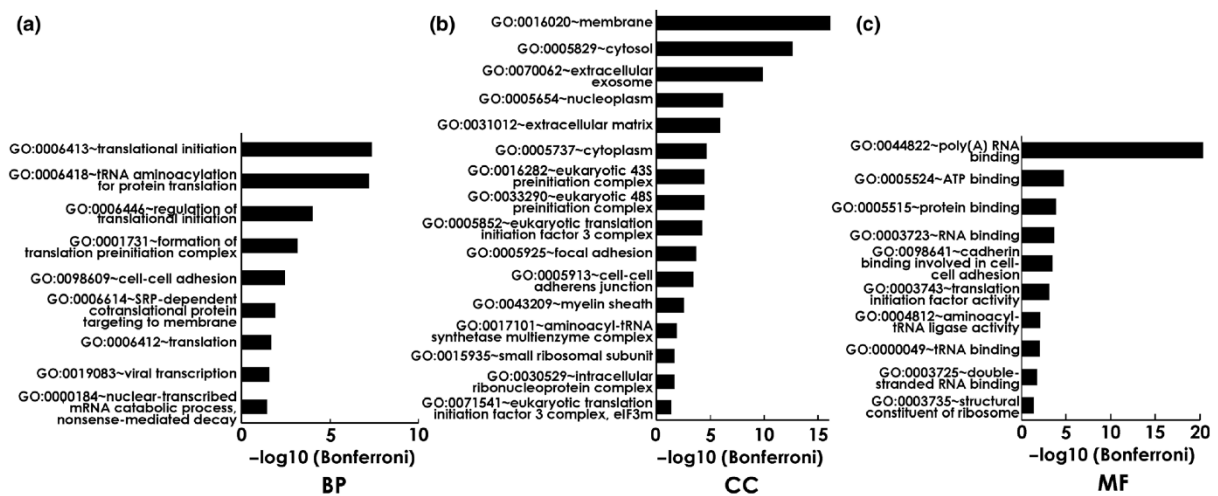 (a)
GO:0006413~translational initiation
GO:0006418~tRNA aminoacylation
for protein translation
GO:0006446~regulation of
translational initiation
GO:0001731~formation of
translation preinitiation complex
GO:0098609~cell-cell adhesion
GO:0006614~SRP-dependent
cotranslational protein
targeting to membrane
GO:0006412~translation
GO:0019083~viral transcription
GO:0000184~nuclear-transcribed
mRNA catabolic process,
nonsense-mediated decay
0
5
10
−log10 (Bonferroni)
BP
(b)
GO:0016020~membrane
GO:0005829~cytosol
GO:0070062~extracellular
exosome
GO:0005654~nucleoplasm
GO:0031012~extracellular matrix
GO:0005737~cytoplasm
GO:0016282~eukaryotic 43S
preinitiation complex
GO:0033290~eukaryotic 48S
preinitiation complex
GO:0005852~eukaryotic translation
initiation factor 3 complex
GO:0005925~focal adhesion
GO:0005913~cell-cell
adherens junction
GO:0043209~myelin sheath
GO:0017101~aminoacyl-tRNA
synthetase multienzyme complex
GO:0015935~small ribosomal subunit
GO:0030529~intracellular
ribonucleoprotein complex
GO:0071541~eukaryotic translation
initiation factor 3 complex, eIF3m
0
5
10
15
−log10 (Bonferroni)
CC
(c)
GO:0044822~poly(A) RNA
binding
GO:0005524~ATP binding
GO:0005515~protein binding
GO:0003723~RNA binding
GO:0098641~cadherin
binding involved in cell-
cell adhesion
GO:0003743~translation
initiation factor activity
GO:0004812~aminoacyl-
tRNA ligase activity
GO:0000049~tRNA binding
GO:0003725~double-
stranded RNA binding
GO:0003735~structural
constituent of ribosome
0
5
10
15
20
−log10 (Bonferroni)
MF